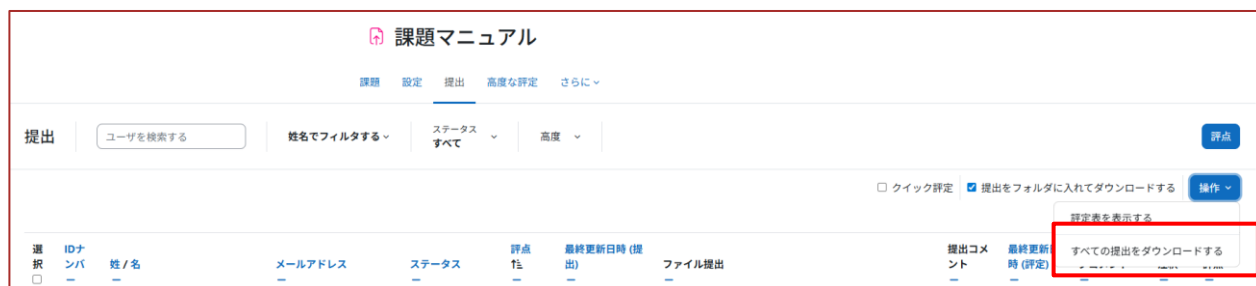 課題マニュアル
課題 設定 提出 高度な評定 さらに
提出 ユーザを検索する 姓名でフィルタする ステータス すべて 高度 評点
クイック評定 提出をフォルダに入れてダウンロードする 操作
評定表を表示する
すべての提出をダウンロードする
選択 IDナンバ 姓 / 名 メールアドレス ステータス 評点 最終更新日時 (提出) ファイル提出 提出コメント
時 (評定)